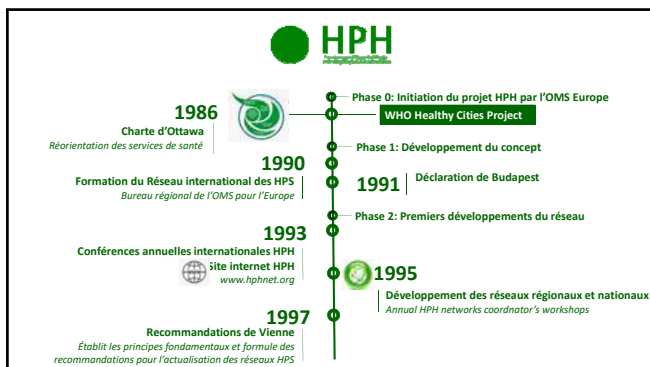 HPH
Phase 0: Initiation du projet HPH par l'OMS Europe
1986
WHO Healthy Cities Project
Charte d'Ottawa
Réorientation des services de santé
Phase 1: Développement du concept
1990
Formation du Réseau international des HPS
Bureau régional de l'OMS pour l'Europe
1991
Déclaration de Budapest
Phase 2: Premiers développements du réseau
1993
Conférences annuelles internationales HPH
Site internet HPH
www.hphnet.org
1995
Développement des réseaux régionaux et nationaux
Annual HPH networks coordnator's workshops
1997
Recommandations de Vienne
Établit les principes fondamentaux et formule des
recommandations pour l'actualisation des réseaux HPS